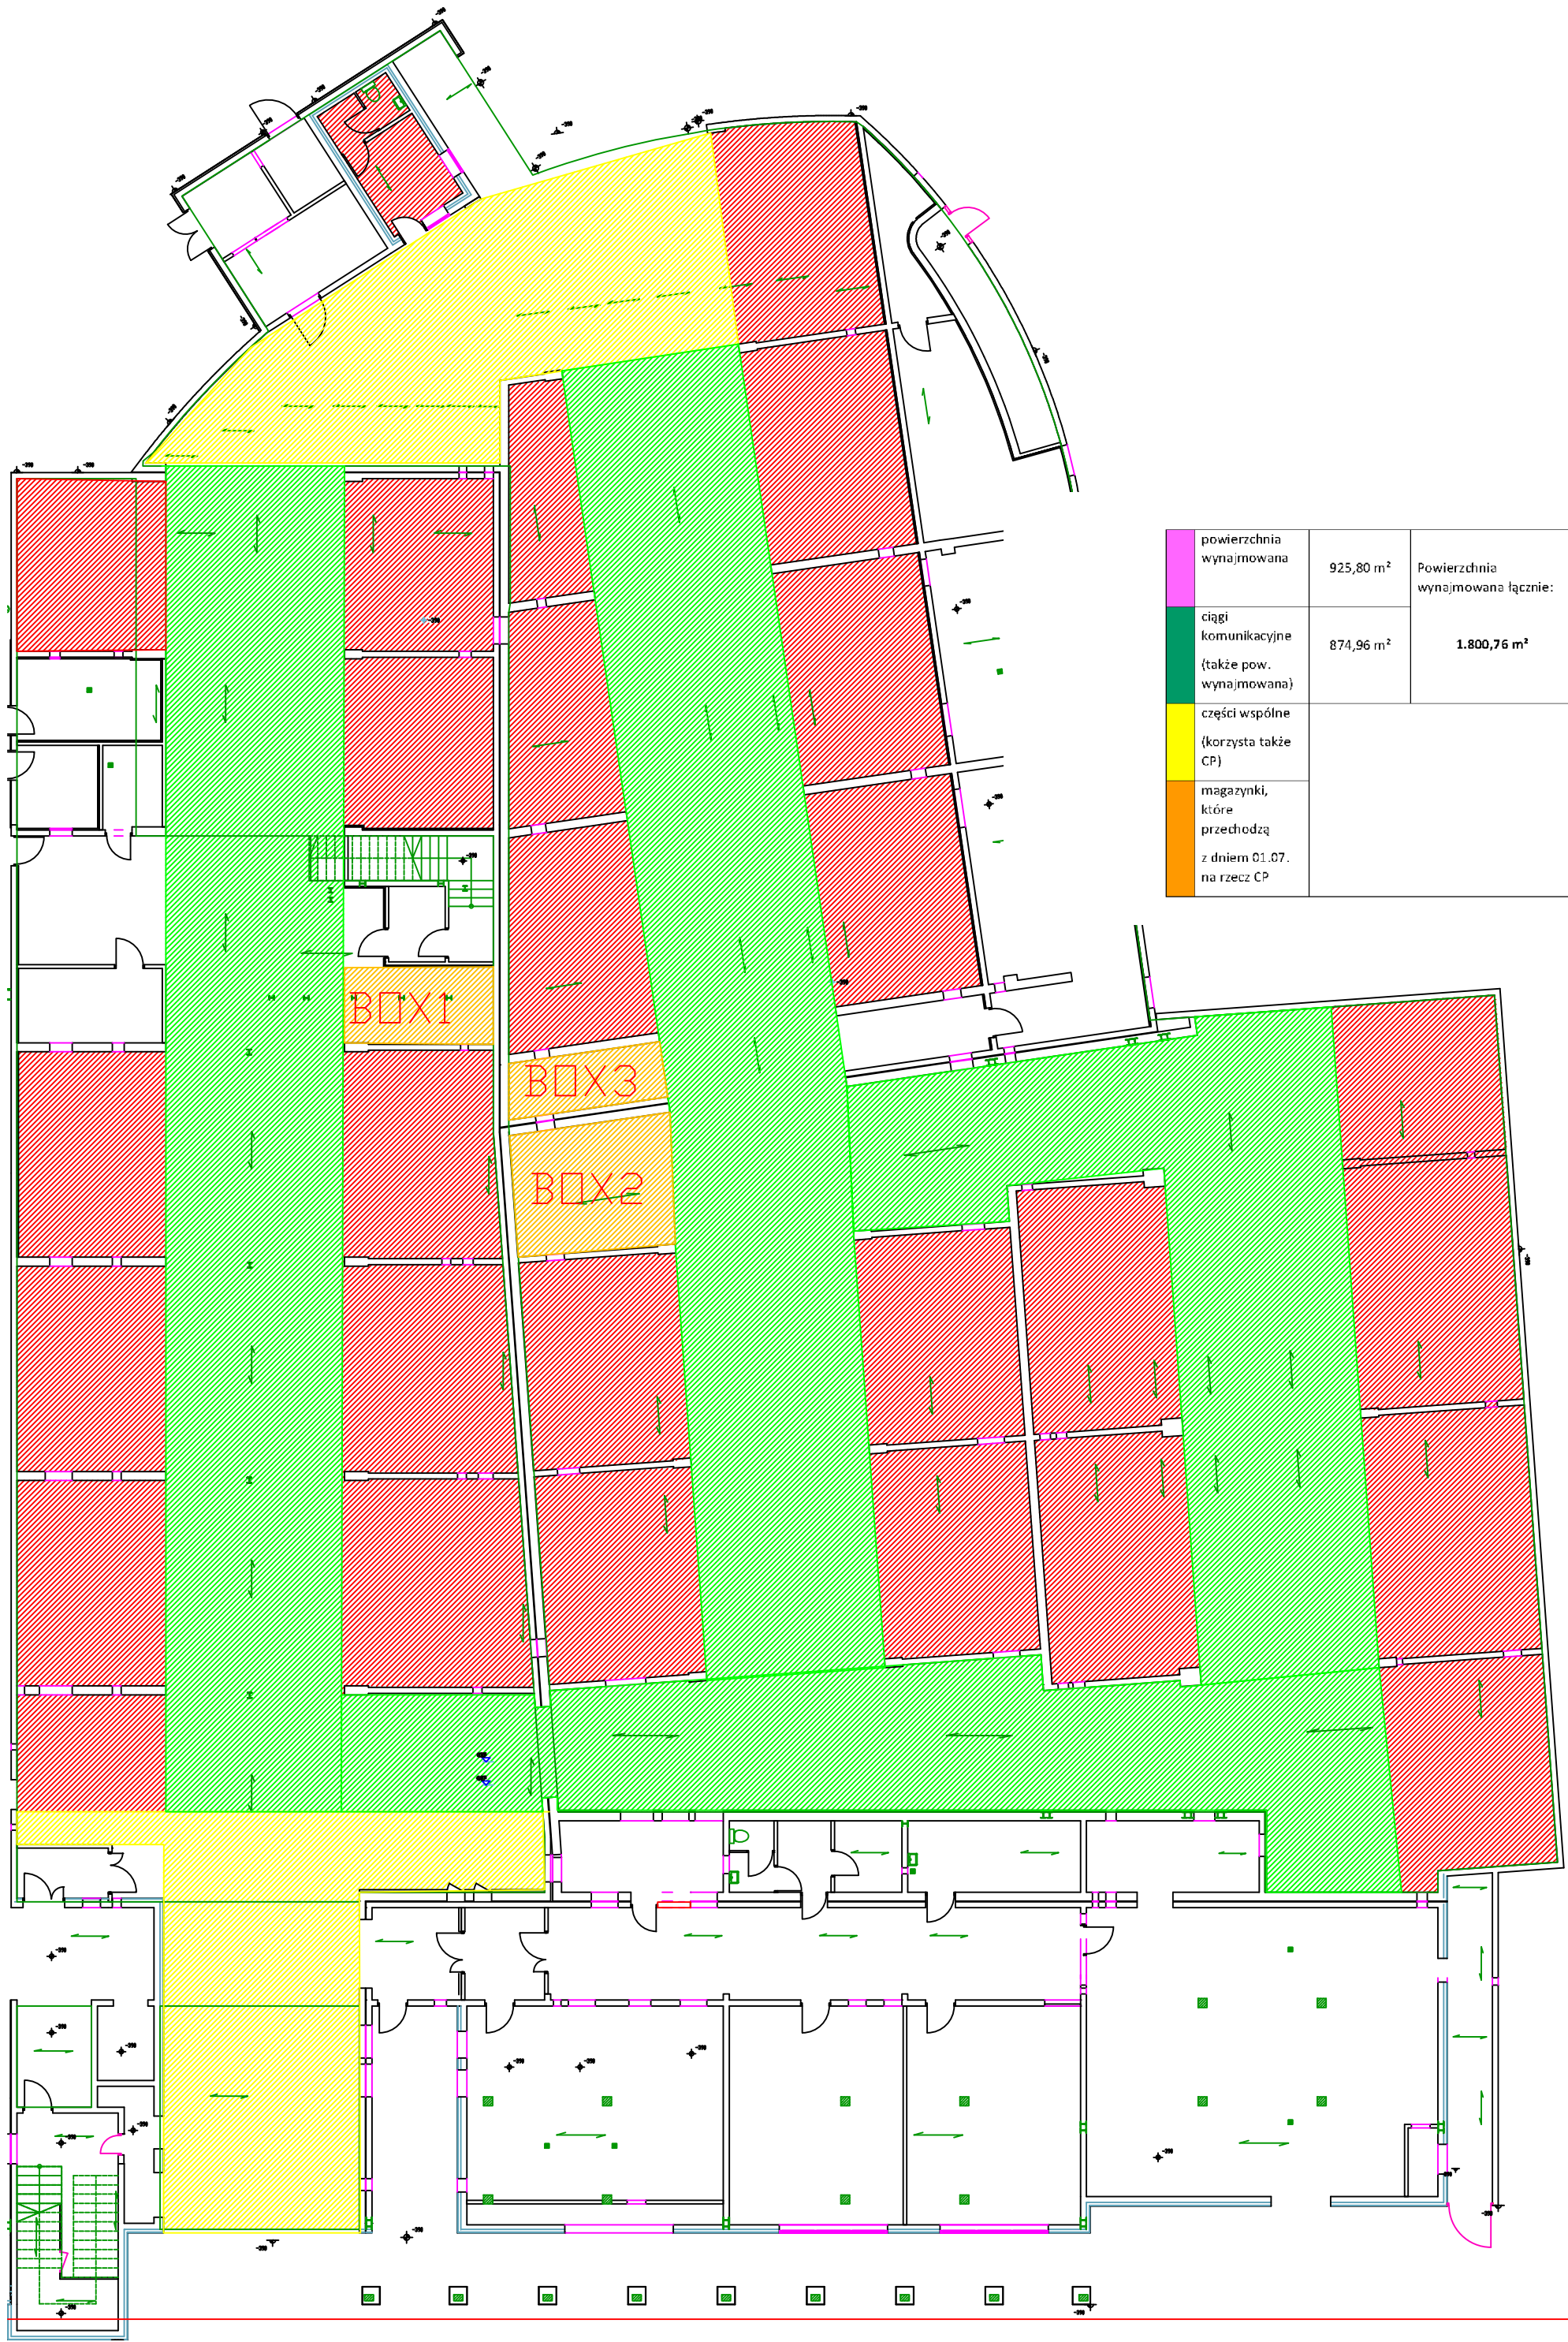 powierzchnia
wynajmowana
925,80 m²
Powierzchnia
wynajmowana łącznie:
ciągi
komunikacyjne
(także pow.
wynajmowana)
874,96 m²
1.800,76 m²
części wspólne
(korzysta także
CP)
magazynki,
które
przechodzą
z dniem 01.07.
na rzecz CP
BOX1
BOX3
BOX2